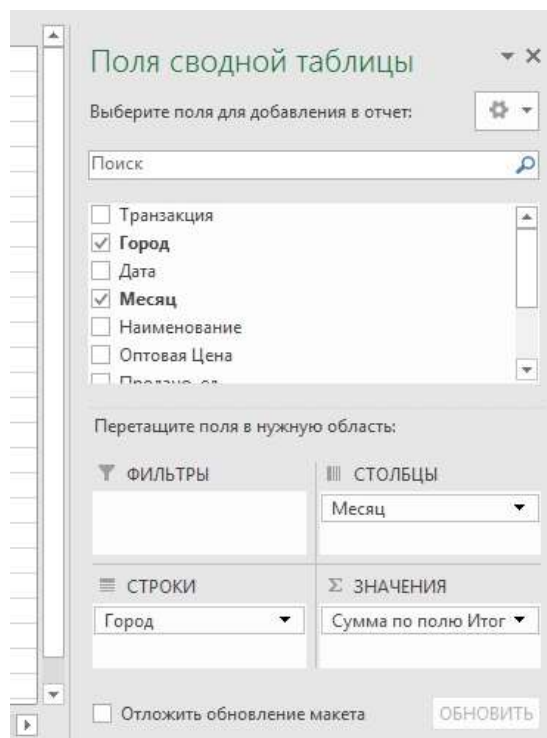 Поля сводной таблицы
Выберите поля для добавления в отчет:
Поиск
Транзакция
Город
Дата
Месяц
Наименование
Оптовая Цена
Перетащите поля в нужную область:
ФИЛЬТРЫ
СТОЛБЦЫ
Месяц
СТРОКИ
Σ ЗНАЧЕНИЯ
Город
Сумма по полю Итог
Отложить обновление макета
ОБНОВИТЬ